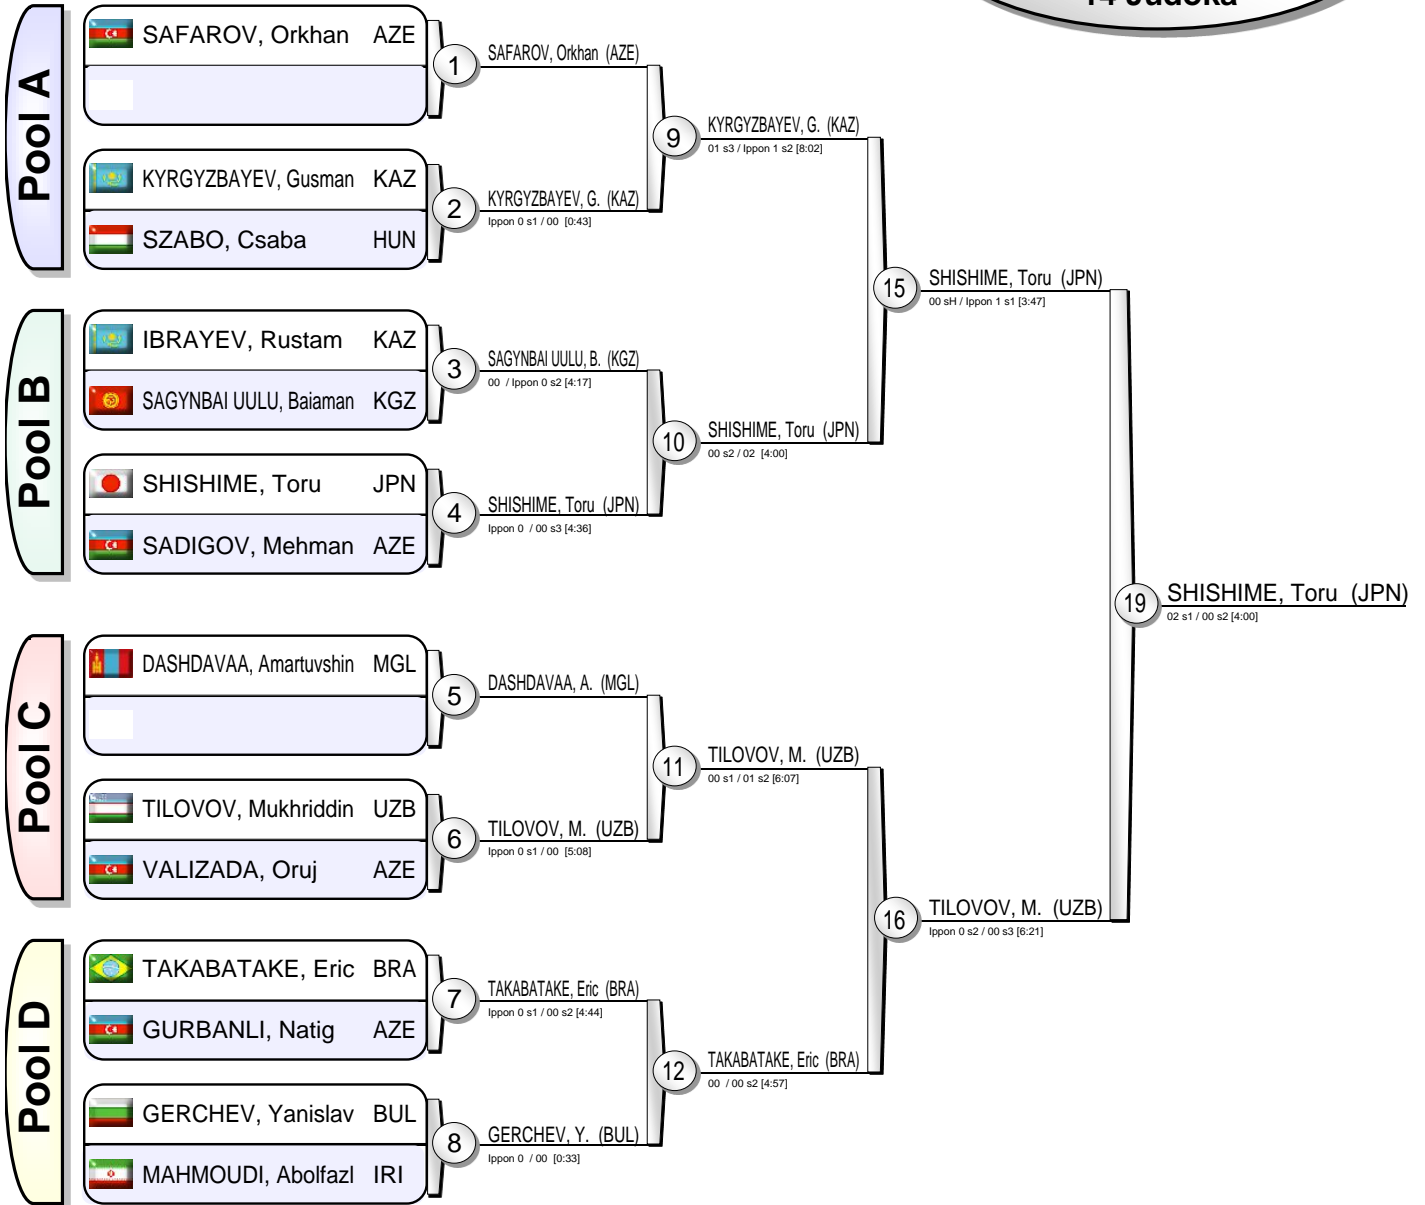 14 Judoka
Pool A
SAFAROV, Orkhan AZE
KYRGYZBAYEV, Gusman KAZ
SZABO, Csaba HUN
Pool B
IBRAYEV, Rustam KAZ
SAGYNBAI UULU, Baiaman KGZ
SHISHIME, Toru JPN
SADIGOV, Mehman AZE
Pool C
DASHDAVAA, Amartuvshin MGL
TILOVOV, Mukhriddin UZB
VALIZADA, Oruj AZE
Pool D
TAKABATAKE, Eric BRA
GURBANLI, Natig AZE
GERCHEV, Yanislav BUL
MAHMOUDI, Abolfazl IRI
1
SAFAROV, Orkhan (AZE)
2
KYRGYZBAYEV, G. (KAZ)
Ippon 0 s1 / 00 [0:43]
3
SAGYNBAI UULU, B. (KGZ)
00 / Ippon 0 s2 [4:17]
4
SHISHIME, Toru (JPN)
Ippon 0 / 00 s3 [4:36]
5
DASHDAVAA, A. (MGL)
6
TILOVOV, M. (UZB)
Ippon 0 s1 / 00 [5:08]
7
TAKABATAKE, Eric (BRA)
Ippon 0 s1 / 00 s2 [4:44]
8
GERCHEV, Y. (BUL)
Ippon 0 / 00 [0:33]
9
KYRGYZBAYEV, G. (KAZ)
01 s3 / Ippon 1 s2 [8:02]
10
SHISHIME, Toru (JPN)
00 s2 / 02 [4:00]
11
TILOVOV, M. (UZB)
00 s1 / 01 s2 [6:07]
12
TAKABATAKE, Eric (BRA)
00 / 00 s2 [4:57]
15
SHISHIME, Toru (JPN)
00 sH / Ippon 1 s1 [3:47]
16
TILOVOV, M. (UZB)
Ippon 0 s2 / 00 s3 [6:21]
19
SHISHIME, Toru (JPN)
02 s1 / 00 s2 [4:00]